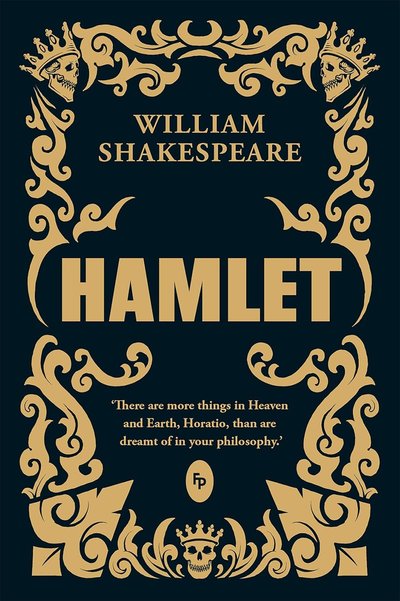 WILLIAM
SHAKESPEARE
HAMLET
‘There are more things in Heaven
and Earth, Horatio, than are
dreamt of in your philosophy.’
FP